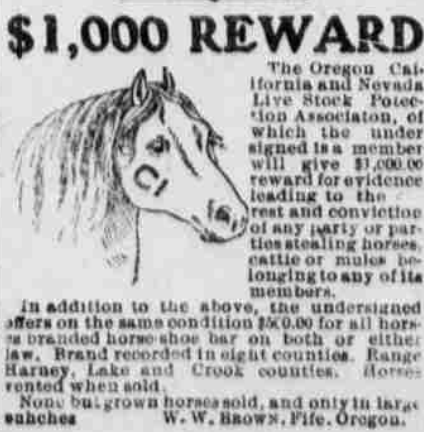 $1,000 REWARD
The Oregon Cal-
ifornia and Nevada
Live Stock Potec-
tion Associaton, of
which the under
signed is a member
will give $1,000.00
reward for evidence
leading to the
rest and conviction
of any party or par-
ties stealing horses,
cattle or mules be-
longing to any of its
members.
In addition to the above, the undersigned
offers on the same condition $500.00 for all hors-
es branded horse shoe bar on both or either
jaw. Brand recorded in eight counties. Range
Harney, Lake and Crook counties. Horses
vented when sold.
None but grown horses sold, and only in large
W. W. BROWN, Fife, Oregon.